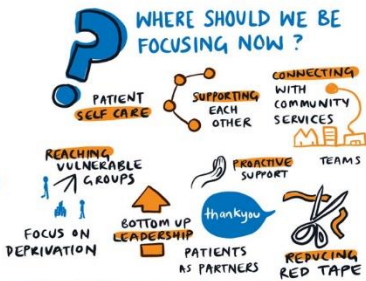 WHERE SHOULD WE BE
FOCUSING NOW?
PATIENT
SELF CARE
SUPPORTING
EACH
OTHER
CONNECTING
WITH
COMMUNITY
SERVICES
TEAMS
REACHING
VULNERABLE
GROUPS
PROACTIVE
SUPPORT
FOCUS ON
DEPRIVATION
BOTTOM UP
LEADERSHIP
thankyou
PATIENTS
AS PARTNERS
REDUCING
RED TAPE